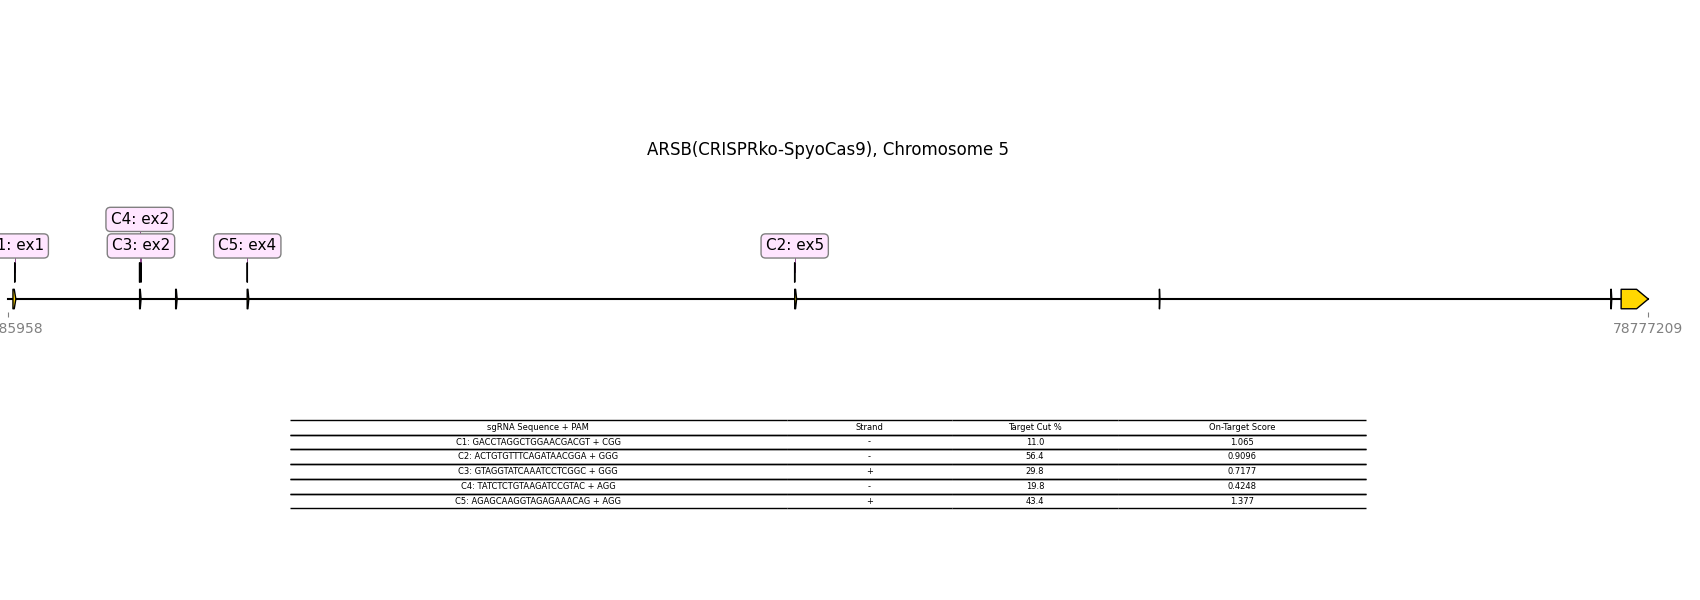 ARSB(CRISPRko-SpyoCas9), Chromosome 5
C4: ex2
1: ex1 C3: ex2 C5: ex4 C2: ex5
85958 78777209
sgRNA Sequence + PAM Strand Target Cut % On-Target Score
C1: GACCTAGGCTGGAACGACGT + CGG - 11.0 1.065
C2: ACTGTGTTTCAGATAACGGA + GGG - 56.4 0.9096
C3: GTAGGTATCAAATCCTCGGC + GGG + 29.8 0.7177
C4: TATCTCTGTAAGATCCGTAC + AGG - 19.8 0.4248
C5: AGAGCAAGGTAGAGAAACAG + AGG + 43.4 1.377